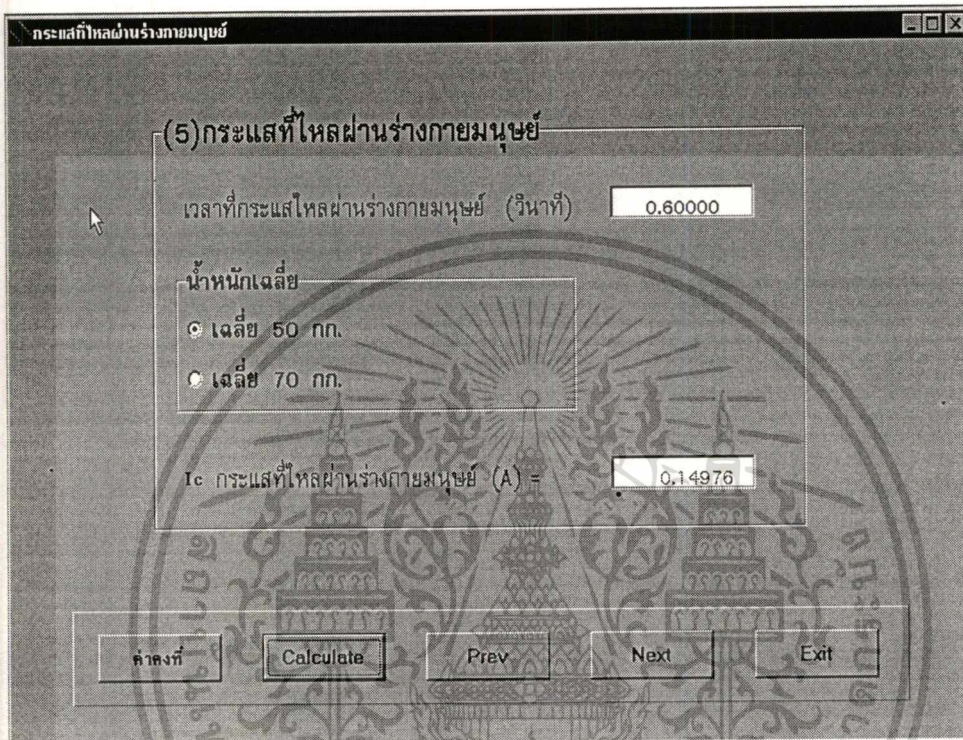 กระแสที่ไหลผ่านร่างกายมนุษย์
(5)กระแสที่ไหลผ่านร่างกายมนุษย์
เวลาที่กระแสไหลผ่านร่างกายมนุษย์ (วินาที) 0.60000
น้ำหนักเฉลี่ย
เฉลี่ย 50 กก.
เฉลี่ย 70 กก.
Ic กระแสที่ไหลผ่านร่างกายมนุษย์ (A) = 0.14976
ค่าคงที่ Calculate Prev Next Exit